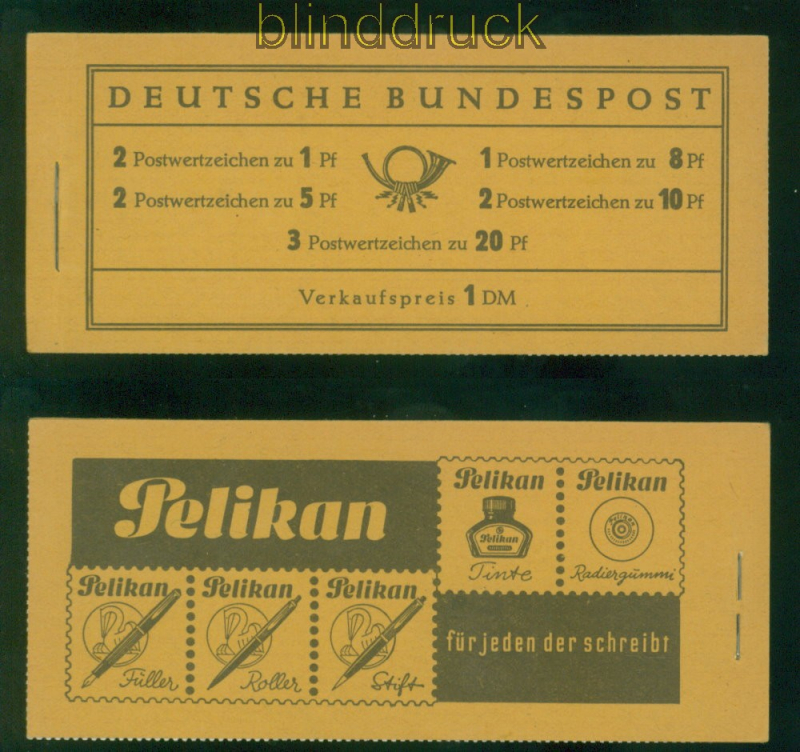 blinddruck
DEUTSCHE BUNDESPOST
2 Postwertzeichen zu 1 Pf
1 Postwertzeichen zu 8 Pf
2 Postwertzeichen zu 5 Pf
2 Postwertzeichen zu 10 Pf
3 Postwertzeichen zu 20 Pf
Verkaufspreis 1 DM
Pelikan
Pelikan
Pelikan
Pelikan
Tinte
Radiergummi
Pelikan
Pelikan
Pelikan
Füller
Roller
Stift
für jeden der schreibt